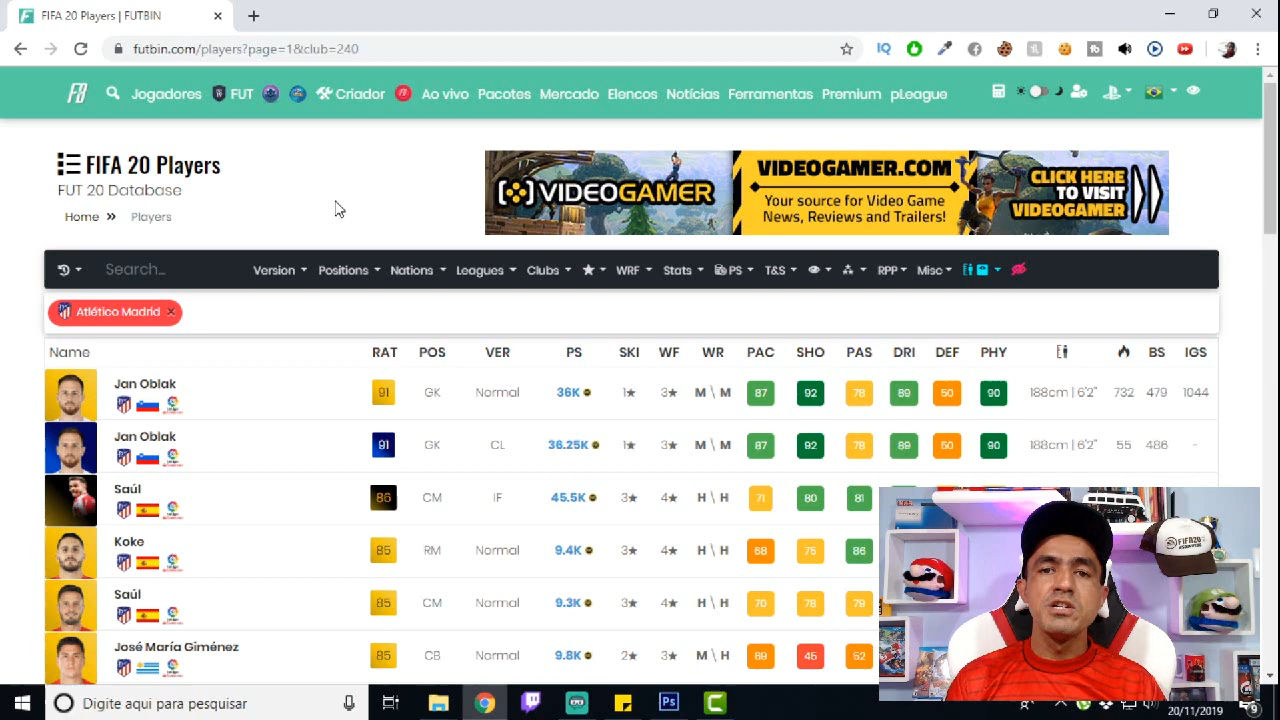 FIFA 20 Players | FUTBIN
futbin.com/players?page=1&club=240
Jogadores FUT Criador Ao vivo Pacotes Mercado Elencos Notícias Ferramentas Premium pLeague
FIFA 20 Players
FUT 20 Database
Home » Players
[VIDEOGAMER
VIDEOGAMER.COM
Your source for Video Game
News, Reviews and Trailers!
CLICK HERE
TO VISIT
VIDEOGAMER
Search... Version Positions Nations Leagues Clubs WRF Stats PS T&S RPP Misc
Atlético Madrid ×
Name RAT POS VER PS SKI WF WR PAC SHO PAS DRI DEF PHY BS IGS
Jan Oblak 91 GK Normal 36K 1★ 3★ M \ M 87 92 78 89 50 90 188cm | 6'2" 732 479 1044
Jan Oblak 91 GK CL 36.25K 1★ 3★ M \ M 87 92 78 89 50 90 188cm | 6'2" 55 486 -
Saúl 86 CM IF 45.5K 3★ 4★ H \ H 71 80 81
Koke 85 RM Normal 9.4K 3★ 4★ H \ H 68 75 86
Saúl 85 CM Normal 9.3K 3★ 4★ H \ H 70 78 79
José María Giménez 85 CB Normal 9.8K 2★ 3★ M \ H 69 45 52
FIFA20
Digite aqui para pesquisar
20/11/2019